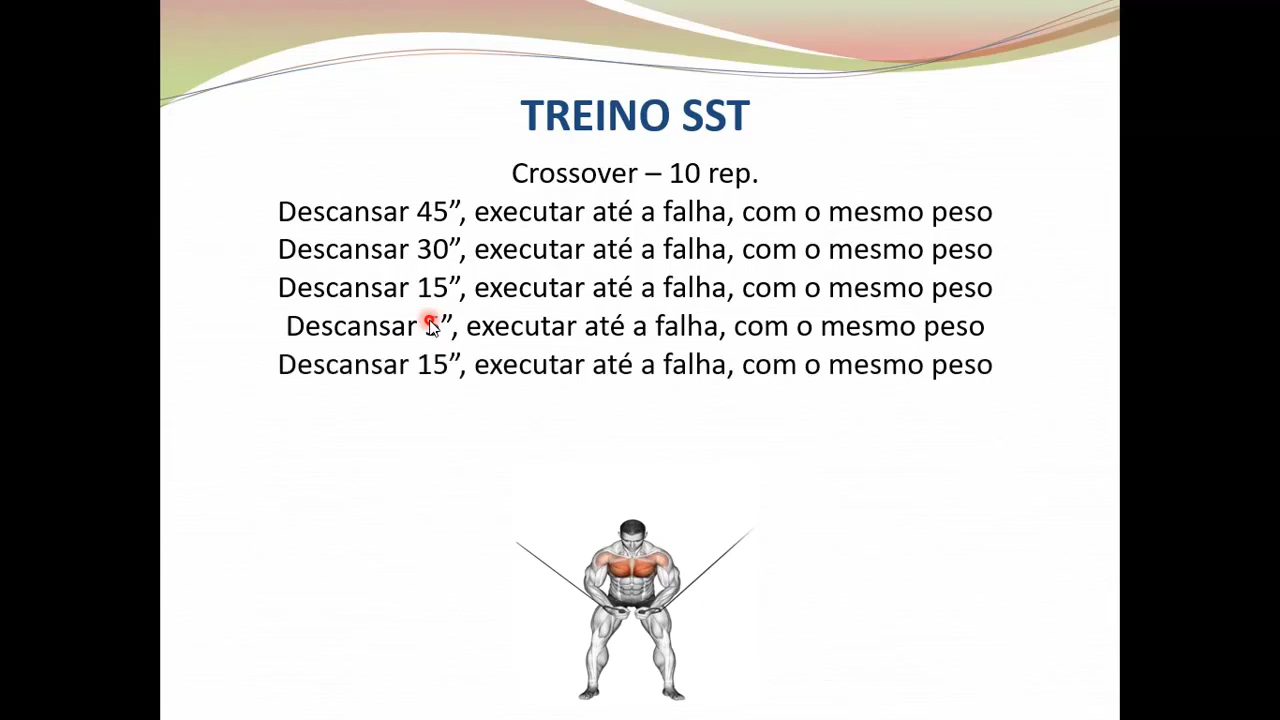 TREINO SST
Crossover – 10 rep.
Descansar 45”, executar até a falha, com o mesmo peso
Descansar 30”, executar até a falha, com o mesmo peso
Descansar 15”, executar até a falha, com o mesmo peso
Descansar ”, executar até a falha, com o mesmo peso
Descansar 15”, executar até a falha, com o mesmo peso